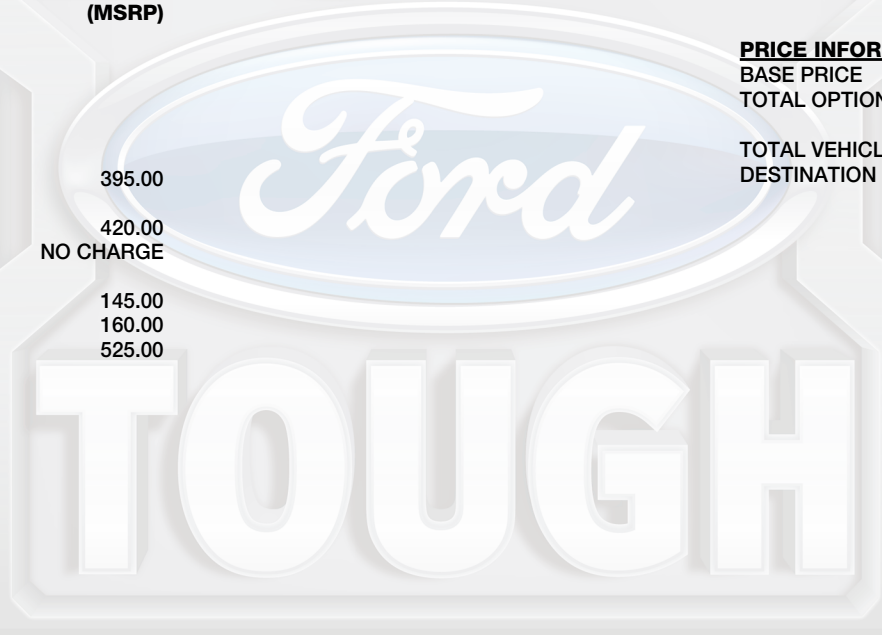 (MSRP)
395.00
420.00
NO CHARGE
145.00
160.00
525.00
PRICE INFOR
BASE PRICE
TOTAL OPTION
TOTAL VEHICL
DESTINATION
Ford
TOUGH